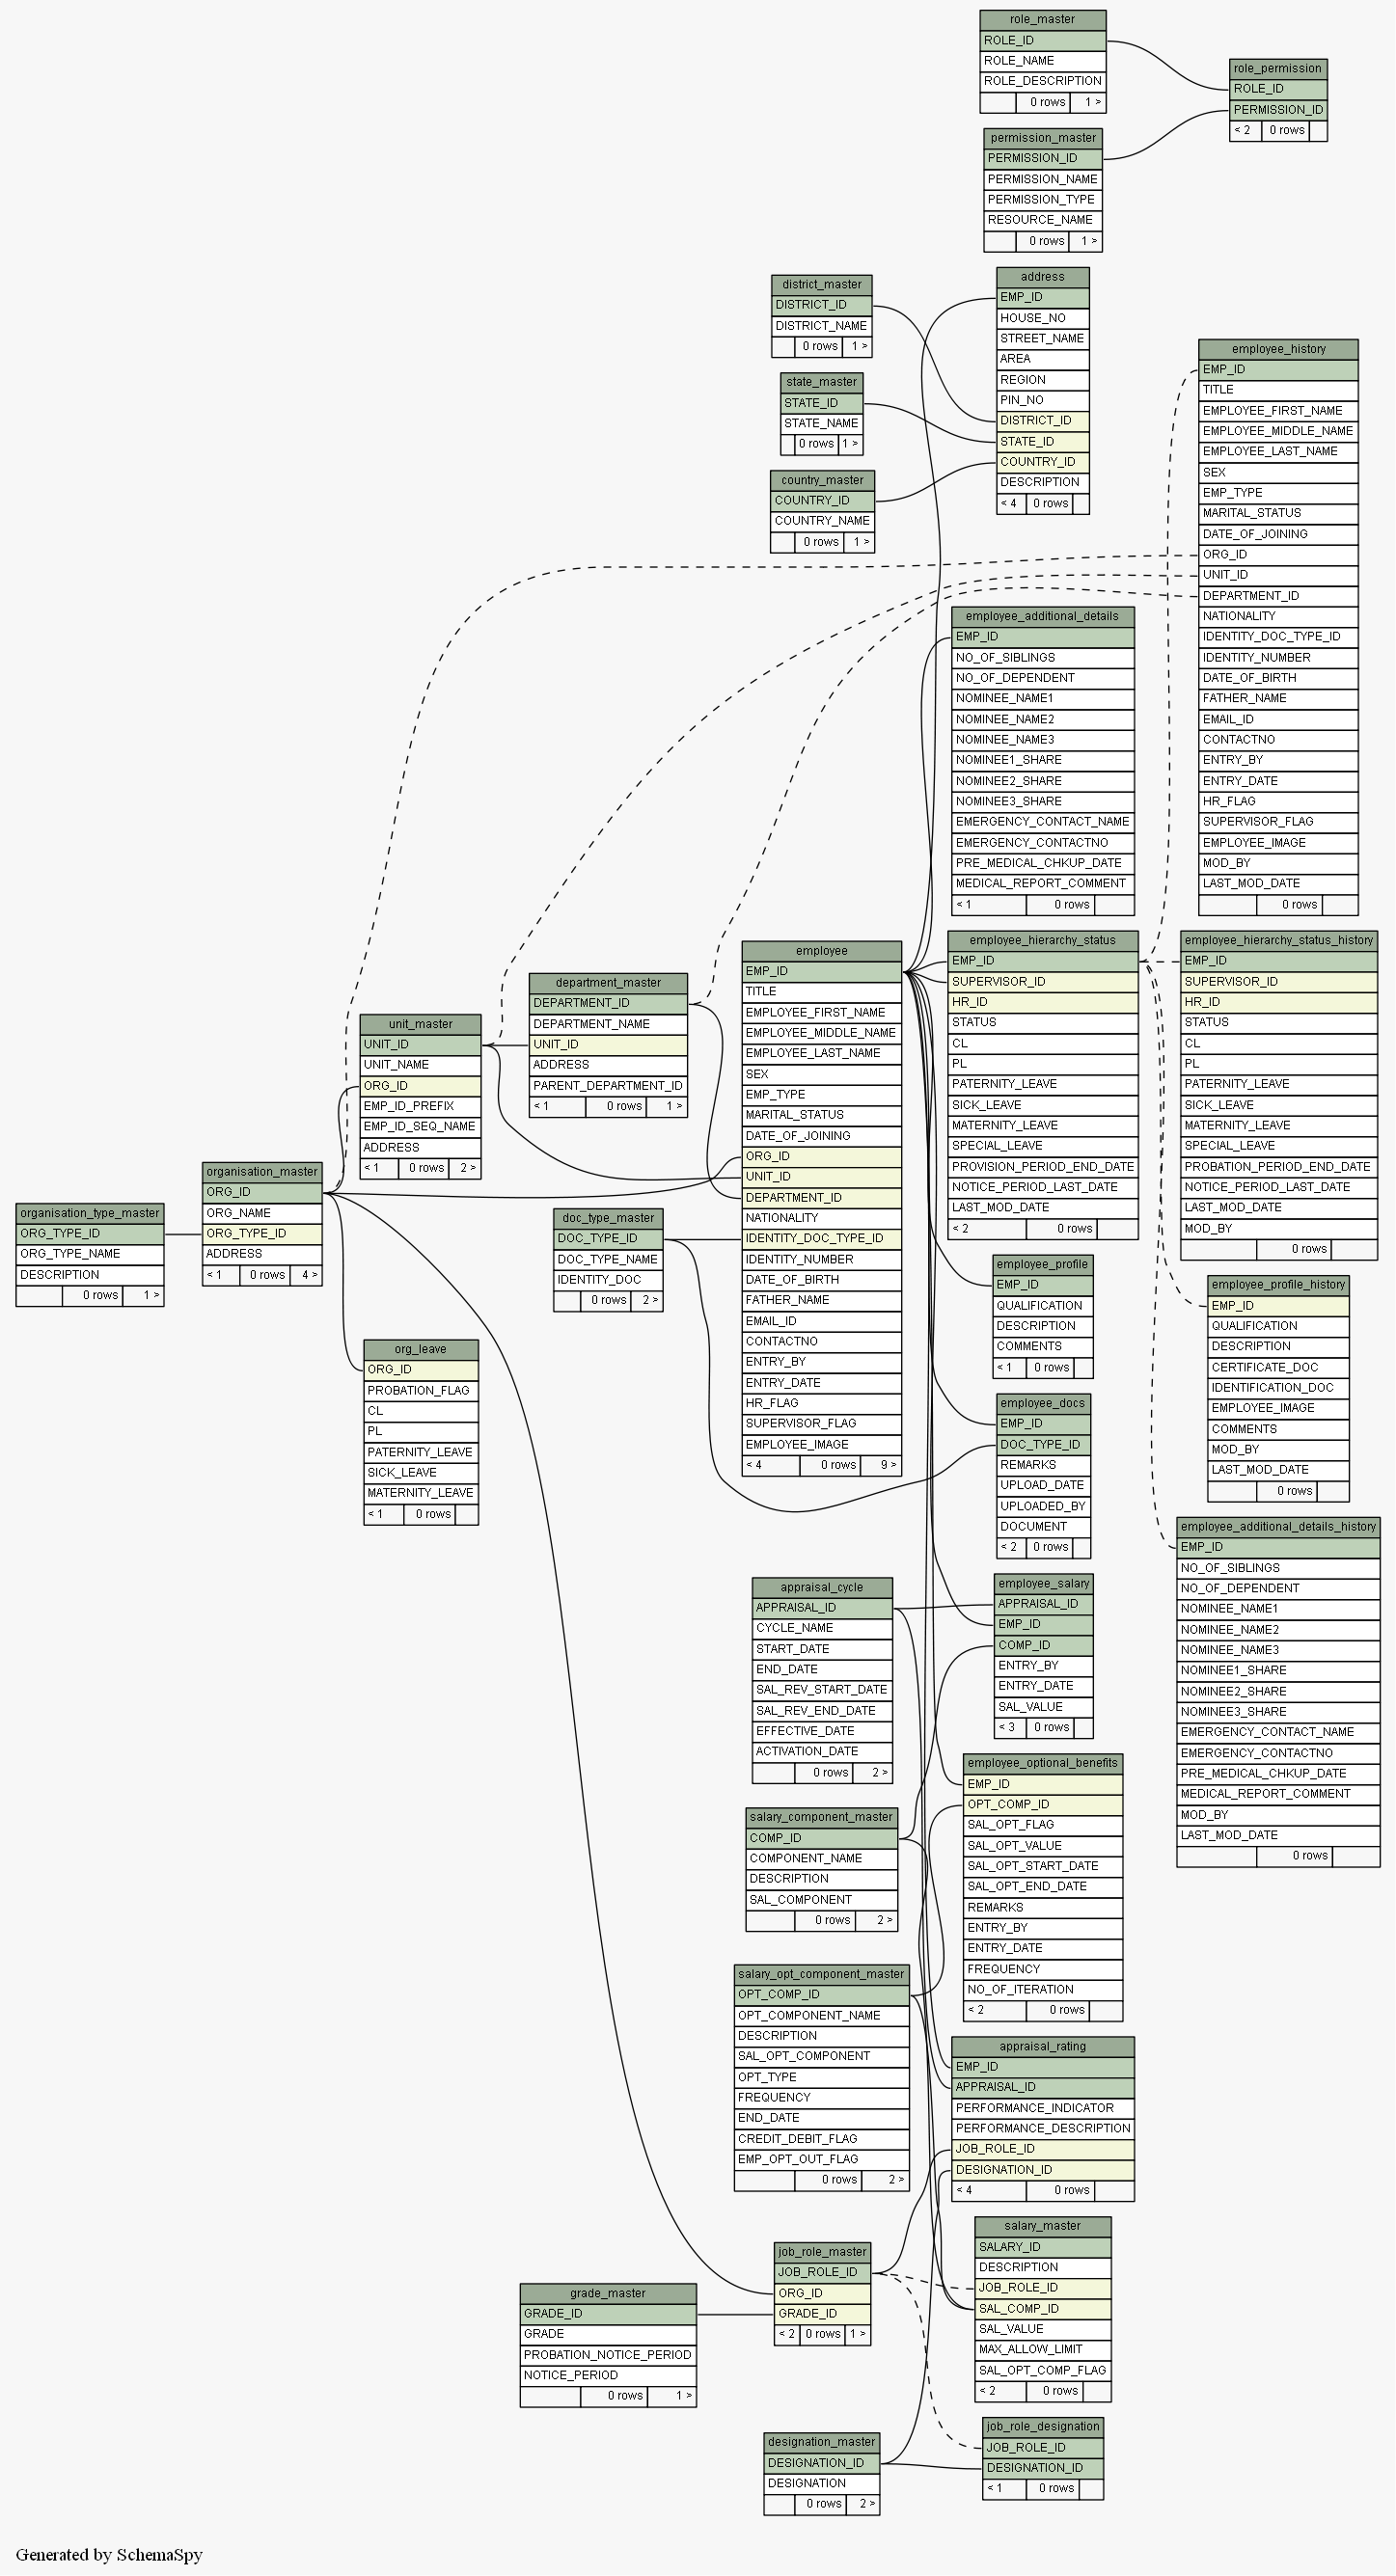 role_master
ROLE_ID
ROLE_NAME
ROLE_DESCRIPTION
0 rows 1 >
role_permission
ROLE_ID
PERMISSION_ID
< 2 0 rows
permission_master
PERMISSION_ID
PERMISSION_NAME
PERMISSION_TYPE
RESOURCE_NAME
0 rows 1 >
district_master
DISTRICT_ID
DISTRICT_NAME
0 rows 1 >
state_master
STATE_ID
STATE_NAME
0 rows 1 >
country_master
COUNTRY_ID
COUNTRY_NAME
0 rows 1 >
address
EMP_ID
HOUSE_NO
STREET_NAME
AREA
REGION
PIN_NO
DISTRICT_ID
STATE_ID
COUNTRY_ID
DESCRIPTION
< 4 0 rows
employee_history
EMP_ID
TITLE
EMPLOYEE_FIRST_NAME
EMPLOYEE_MIDDLE_NAME
EMPLOYEE_LAST_NAME
SEX
EMP_TYPE
MARITAL_STATUS
DATE_OF_JOINING
ORG_ID
UNIT_ID
DEPARTMENT_ID
NATIONALITY
IDENTITY_DOC_TYPE_ID
IDENTITY_NUMBER
DATE_OF_BIRTH
FATHER_NAME
EMAIL_ID
CONTACTNO
ENTRY_BY
ENTRY_DATE
HR_FLAG
SUPERVISOR_FLAG
EMPLOYEE_IMAGE
MOD_BY
LAST_MOD_DATE
0 rows
employee_additional_details
EMP_ID
NO_OF_SIBLINGS
NO_OF_DEPENDENT
NOMINEE_NAME1
NOMINEE_NAME2
NOMINEE_NAME3
NOMINEE1_SHARE
NOMINEE2_SHARE
NOMINEE3_SHARE
EMERGENCY_CONTACT_NAME
EMERGENCY_CONTACTNO
PRE_MEDICAL_CHKUP_DATE
MEDICAL_REPORT_COMMENT
< 1 0 rows
organisation_type_master
ORG_TYPE_ID
ORG_TYPE_NAME
DESCRIPTION
0 rows 1 >
organisation_master
ORG_ID
ORG_NAME
ORG_TYPE_ID
ADDRESS
< 1 0 rows 4 >
unit_master
UNIT_ID
UNIT_NAME
ORG_ID
EMP_ID_PREFIX
EMP_ID_SEQ_NAME
ADDRESS
< 1 0 rows 2 >
department_master
DEPARTMENT_ID
DEPARTMENT_NAME
UNIT_ID
ADDRESS
PARENT_DEPARTMENT_ID
< 1 0 rows 1 >
employee
EMP_ID
TITLE
EMPLOYEE_FIRST_NAME
EMPLOYEE_MIDDLE_NAME
EMPLOYEE_LAST_NAME
SEX
EMP_TYPE
MARITAL_STATUS
DATE_OF_JOINING
ORG_ID
UNIT_ID
DEPARTMENT_ID
NATIONALITY
IDENTITY_DOC_TYPE_ID
IDENTITY_NUMBER
DATE_OF_BIRTH
FATHER_NAME
EMAIL_ID
CONTACTNO
ENTRY_BY
ENTRY_DATE
HR_FLAG
SUPERVISOR_FLAG
EMPLOYEE_IMAGE
< 4 0 rows 9 >
employee_hierarchy_status
EMP_ID
SUPERVISOR_ID
HR_ID
STATUS
CL
PL
PATERNITY_LEAVE
SICK_LEAVE
MATERNITY_LEAVE
SPECIAL_LEAVE
PROVISION_PERIOD_END_DATE
NOTICE_PERIOD_LAST_DATE
LAST_MOD_DATE
< 2 0 rows
employee_hierarchy_status_history
EMP_ID
SUPERVISOR_ID
HR_ID
STATUS
CL
PL
PATERNITY_LEAVE
SICK_LEAVE
MATERNITY_LEAVE
SPECIAL_LEAVE
PROBATION_PERIOD_END_DATE
NOTICE_PERIOD_LAST_DATE
LAST_MOD_DATE
MOD_BY
0 rows
doc_type_master
DOC_TYPE_ID
DOC_TYPE_NAME
IDENTITY_DOC
0 rows 2 >
org_leave
ORG_ID
PROBATION_FLAG
CL
PL
PATERNITY_LEAVE
SICK_LEAVE
MATERNITY_LEAVE
< 1 0 rows
employee_profile
EMP_ID
QUALIFICATION
DESCRIPTION
COMMENTS
< 1 0 rows
employee_profile_history
EMP_ID
QUALIFICATION
DESCRIPTION
CERTIFICATE_DOC
IDENTIFICATION_DOC
EMPLOYEE_IMAGE
COMMENTS
MOD_BY
LAST_MOD_DATE
0 rows
employee_docs
EMP_ID
DOC_TYPE_ID
REMARKS
UPLOAD_DATE
UPLOADED_BY
DOCUMENT
< 2 0 rows
employee_additional_details_history
EMP_ID
NO_OF_SIBLINGS
NO_OF_DEPENDENT
NOMINEE_NAME1
NOMINEE_NAME2
NOMINEE_NAME3
NOMINEE1_SHARE
NOMINEE2_SHARE
NOMINEE3_SHARE
EMERGENCY_CONTACT_NAME
EMERGENCY_CONTACTNO
PRE_MEDICAL_CHKUP_DATE
MEDICAL_REPORT_COMMENT
MOD_BY
LAST_MOD_DATE
0 rows
appraisal_cycle
APPRAISAL_ID
CYCLE_NAME
START_DATE
END_DATE
SAL_REV_START_DATE
SAL_REV_END_DATE
EFFECTIVE_DATE
ACTIVATION_DATE
0 rows 2 >
employee_salary
APPRAISAL_ID
EMP_ID
COMP_ID
ENTRY_BY
ENTRY_DATE
SAL_VALUE
< 3 0 rows
salary_component_master
COMP_ID
COMPONENT_NAME
DESCRIPTION
SAL_COMPONENT
0 rows 2 >
employee_optional_benefits
EMP_ID
OPT_COMP_ID
SAL_OPT_FLAG
SAL_OPT_VALUE
SAL_OPT_START_DATE
SAL_OPT_END_DATE
REMARKS
ENTRY_BY
ENTRY_DATE
FREQUENCY
NO_OF_ITERATION
< 2 0 rows
salary_opt_component_master
OPT_COMP_ID
OPT_COMPONENT_NAME
DESCRIPTION
SAL_OPT_COMPONENT
OPT_TYPE
FREQUENCY
END_DATE
CREDIT_DEBIT_FLAG
EMP_OPT_OUT_FLAG
0 rows 2 >
appraisal_rating
EMP_ID
APPRAISAL_ID
PERFORMANCE_INDICATOR
PERFORMANCE_DESCRIPTION
JOB_ROLE_ID
DESIGNATION_ID
< 4 0 rows
salary_master
SALARY_ID
DESCRIPTION
JOB_ROLE_ID
SAL_COMP_ID
SAL_VALUE
MAX_ALLOW_LIMIT
SAL_OPT_COMP_FLAG
< 2 0 rows
job_role_master
JOB_ROLE_ID
ORG_ID
GRADE_ID
< 2 0 rows 1 >
grade_master
GRADE_ID
GRADE
PROBATION_NOTICE_PERIOD
NOTICE_PERIOD
0 rows 1 >
designation_master
DESIGNATION_ID
DESIGNATION
0 rows 2 >
job_role_designation
JOB_ROLE_ID
DESIGNATION_ID
< 1 0 rows
Generated by SchemaSpy